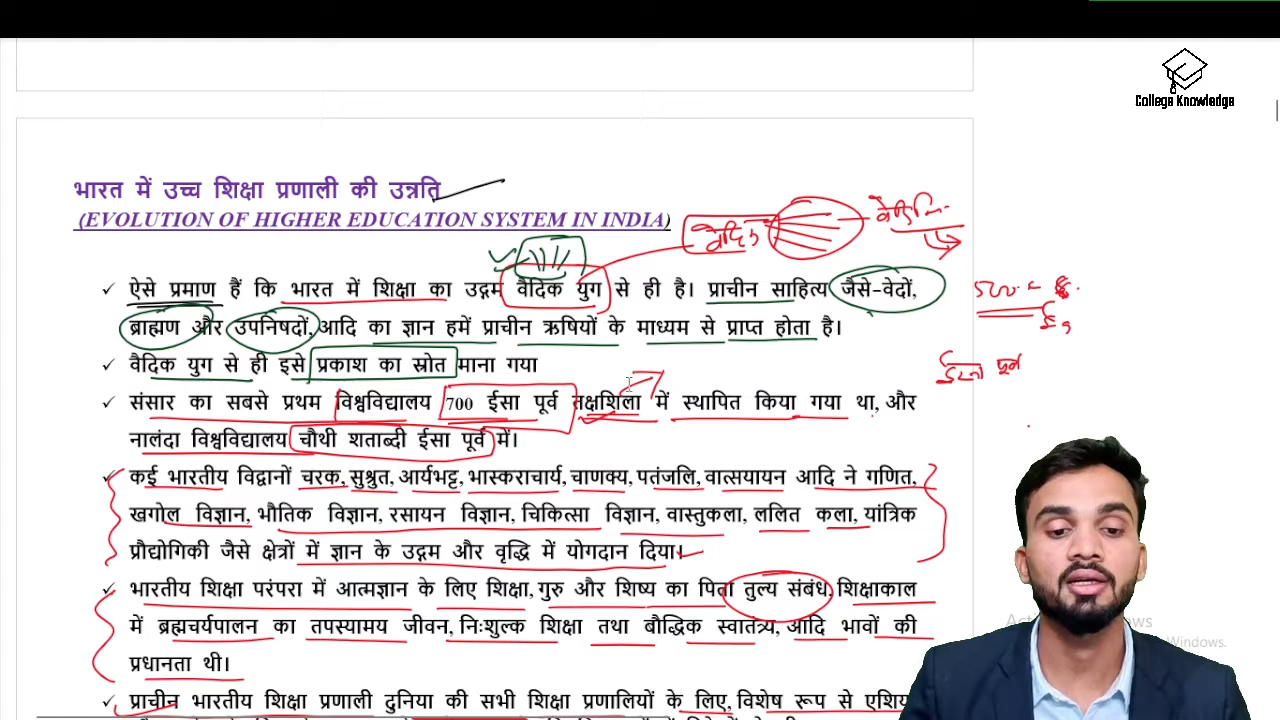 College Knowledge
भारत में उच्च शिक्षा प्रणाली की उन्नति
(EVOLUTION OF HIGHER EDUCATION SYSTEM IN INDIA)
वैदिक
✓ ऐसे प्रमाण हैं कि भारत में शिक्षा का उद्गम वैदिक युग से ही है। प्राचीन साहित्य जैसे-वेदों,
ब्राह्मण और उपनिषदों, आदि का ज्ञान हमें प्राचीन ऋषियों के माध्यम से प्राप्त होता है।
✓ वैदिक युग से ही इसे प्रकाश का स्रोत माना गया
ईसा पूर्व
✓ संसार का सबसे प्रथम विश्वविद्यालय 700 ईसा पूर्व तक्षशिला में स्थापित किया गया था, और
नालंदा विश्वविद्यालय चौथी शताब्दी ईसा पूर्व में।
✓ कई भारतीय विद्वानों चरक, सुश्रुत, आर्यभट्ट, भास्कराचार्य, चाणक्य, पतंजलि, वात्सयायन आदि ने गणित,
खगोल विज्ञान, भौतिक विज्ञान, रसायन विज्ञान, चिकित्सा विज्ञान, वास्तुकला, ललित कला, यांत्रिक
प्रौद्योगिकी जैसे क्षेत्रों में ज्ञान के उद्गम और वृद्धि में योगदान दिया।
✓ भारतीय शिक्षा परंपरा में आत्मज्ञान के लिए शिक्षा, गुरु और शिष्य का पिता तुल्य संबंध, शिक्षाकाल
में ब्रह्मचर्यपालन का तपस्यामय जीवन, निःशुल्क शिक्षा तथा बौद्धिक स्वातंत्र्य, आदि भावों की
प्रधानता थी।
✓ प्राचीन भारतीय शिक्षा प्रणाली दुनिया की सभी शिक्षा प्रणालियों के लिए, विशेष रूप से